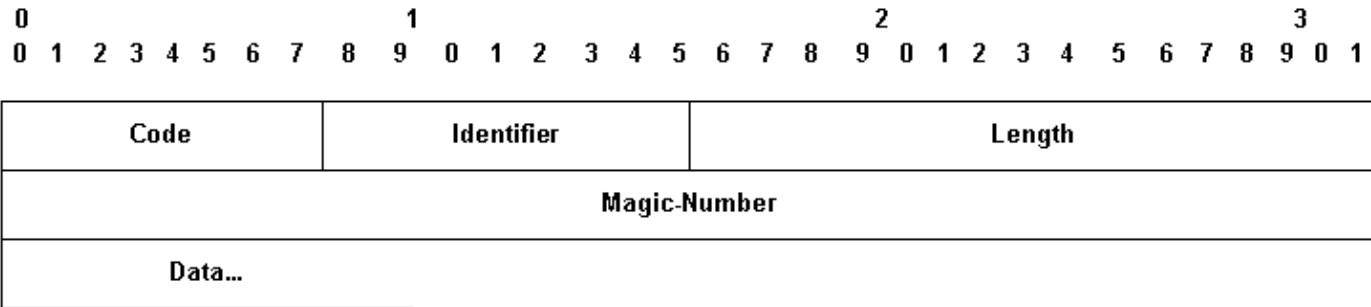 0 1 2 3
0 1 2 3 4 5 6 7 8 9 0 1 2 3 4 5 6 7 8 9 0 1 2 3 4 5 6 7 8 9 0 1
Code Identifier Length
Magic-Number
Data...